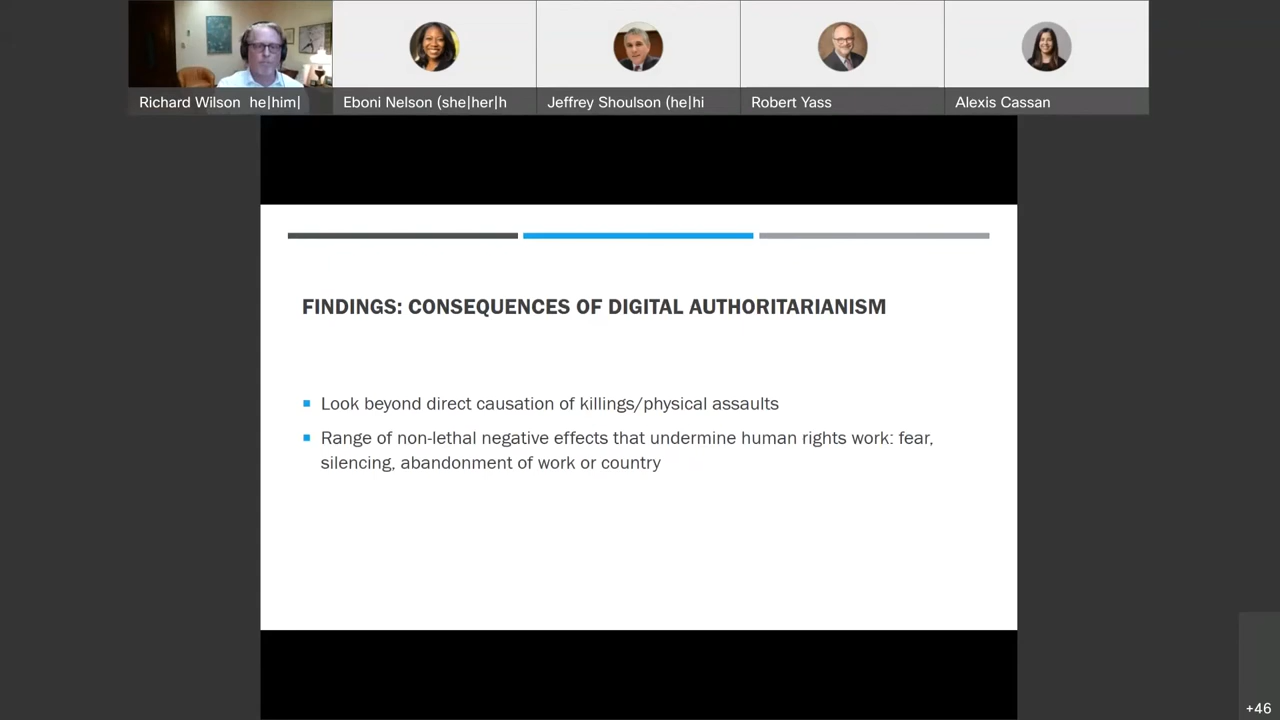 Richard Wilson he|him|
Eboni Nelson (she|her|h
Jeffrey Shoulson (he|hi
Robert Yass
Alexis Cassan
FINDINGS: CONSEQUENCES OF DIGITAL AUTHORITARIANISM
Look beyond direct causation of killings/physical assaults
Range of non-lethal negative effects that undermine human rights work: fear,
silencing, abandonment of work or country
+46